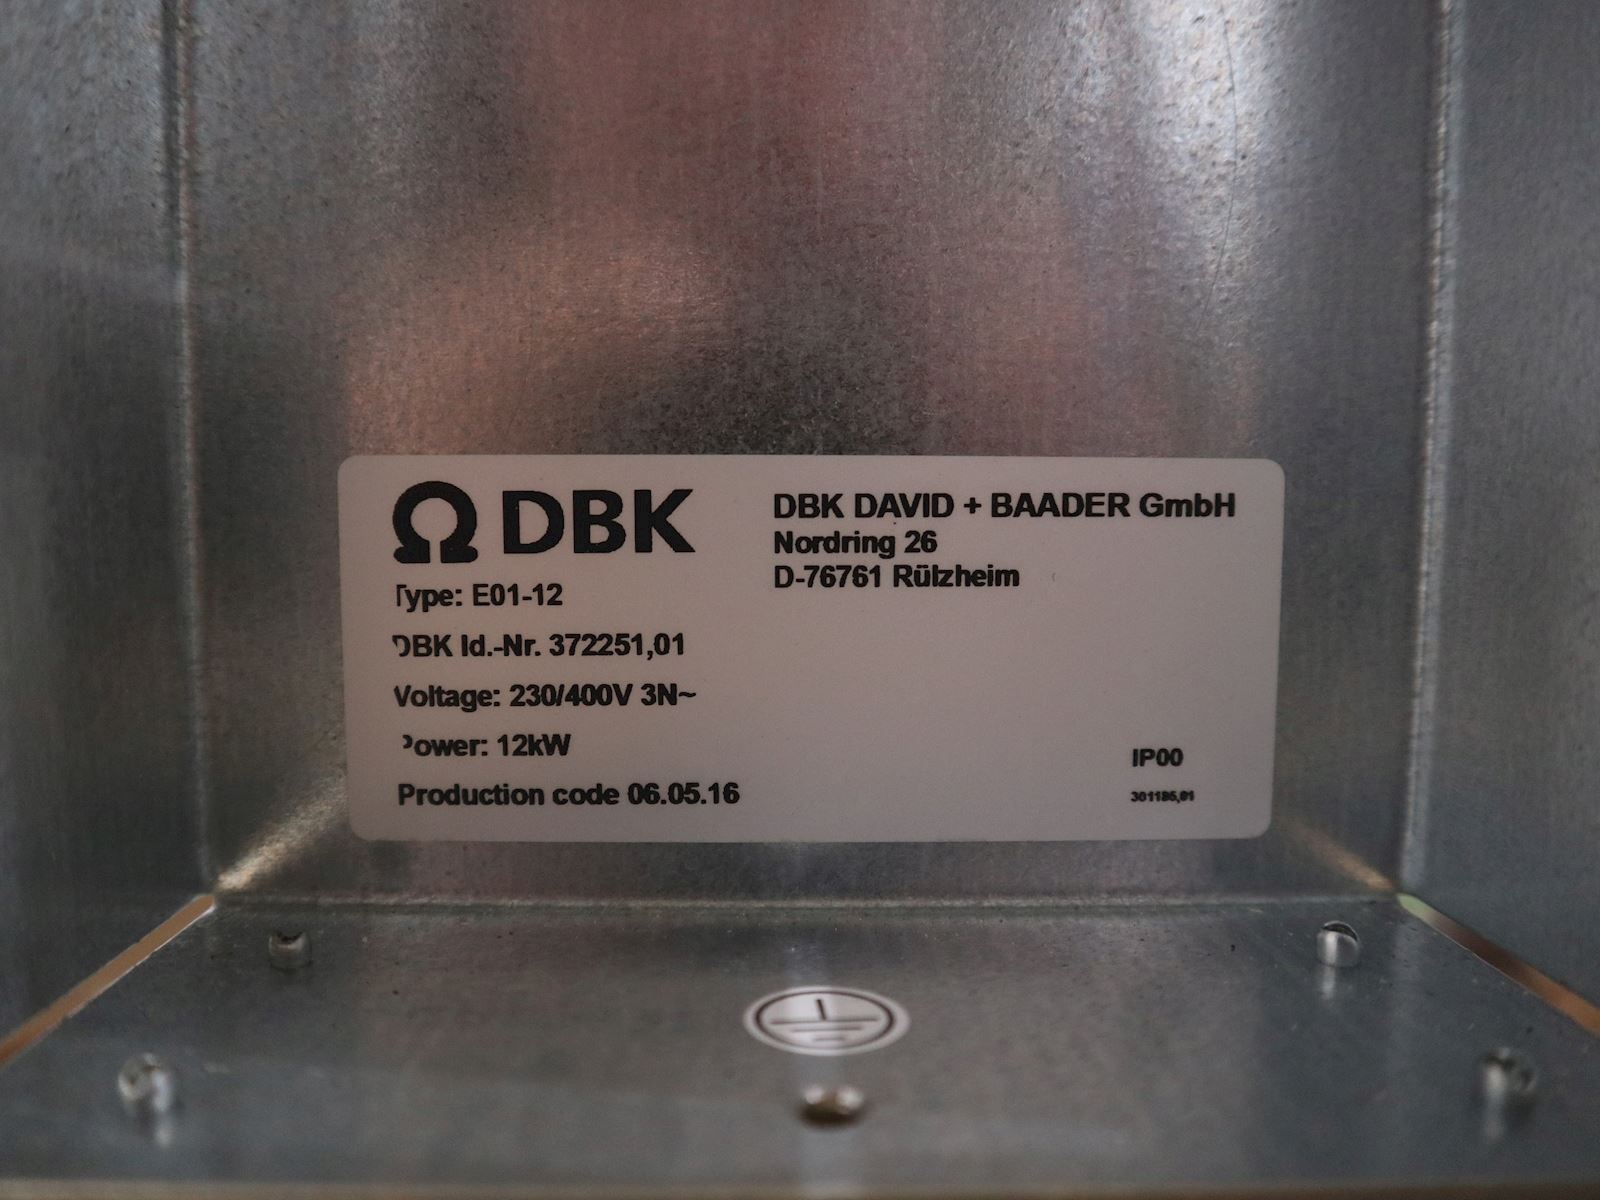 Ω DBK
DBK DAVID + BAADER GmbH
Nordring 26
D-76761 Rülzheim
Type: E01-12
DBK Id.-Nr. 372251,01
Voltage: 230/400V 3N~
Power: 12kW
Production code 06.05.16
IP00
301185,01